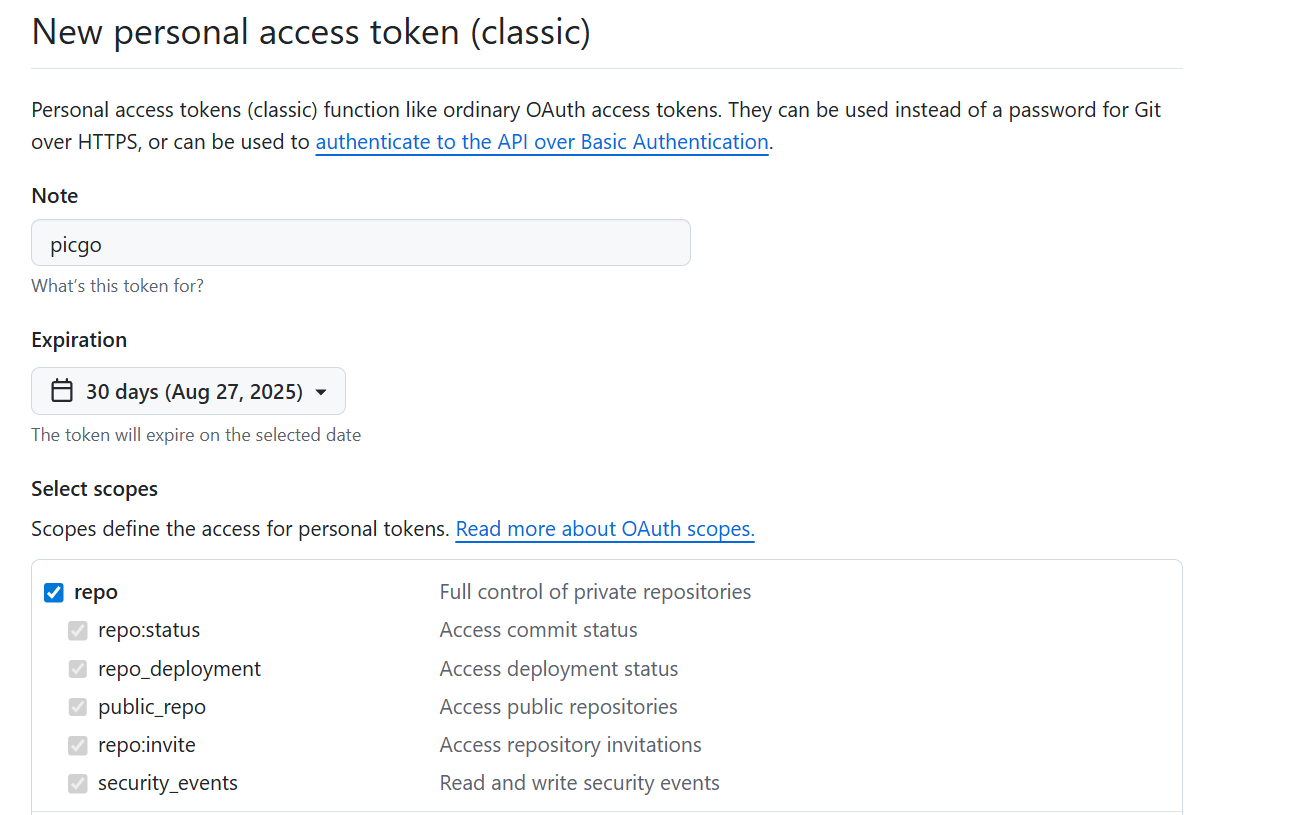 New personal access token (classic)
Personal access tokens (classic) function like ordinary OAuth access tokens. They can be used instead of a password for Git
over HTTPS, or can be used to authenticate to the API over Basic Authentication.
Note
picgo
What's this token for?
Expiration
30 days (Aug 27, 2025)
The token will expire on the selected date
Select scopes
Scopes define the access for personal tokens. Read more about OAuth scopes.
repo Full control of private repositories
repo:status Access commit status
repo_deployment Access deployment status
public_repo Access public repositories
repo:invite Access repository invitations
security_events Read and write security events